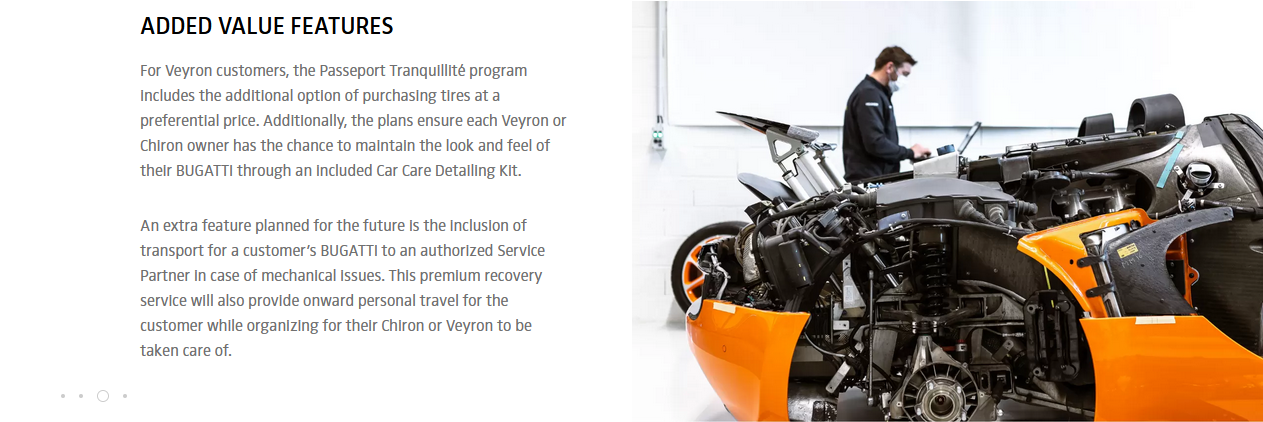 ADDED VALUE FEATURES
For Veyron customers, the Passeport Tranquillité program
includes the additional option of purchasing tires at a
preferential price. Additionally, the plans ensure each Veyron or
Chiron owner has the chance to maintain the look and feel of
their BUGATTI through an included Car Care Detailing Kit.
An extra feature planned for the future is the inclusion of
transport for a customer’s BUGATTI to an authorized Service
Partner in case of mechanical issues. This premium recovery
service will also provide onward personal travel for the
customer while organizing for their Chiron or Veyron to be
taken care of.